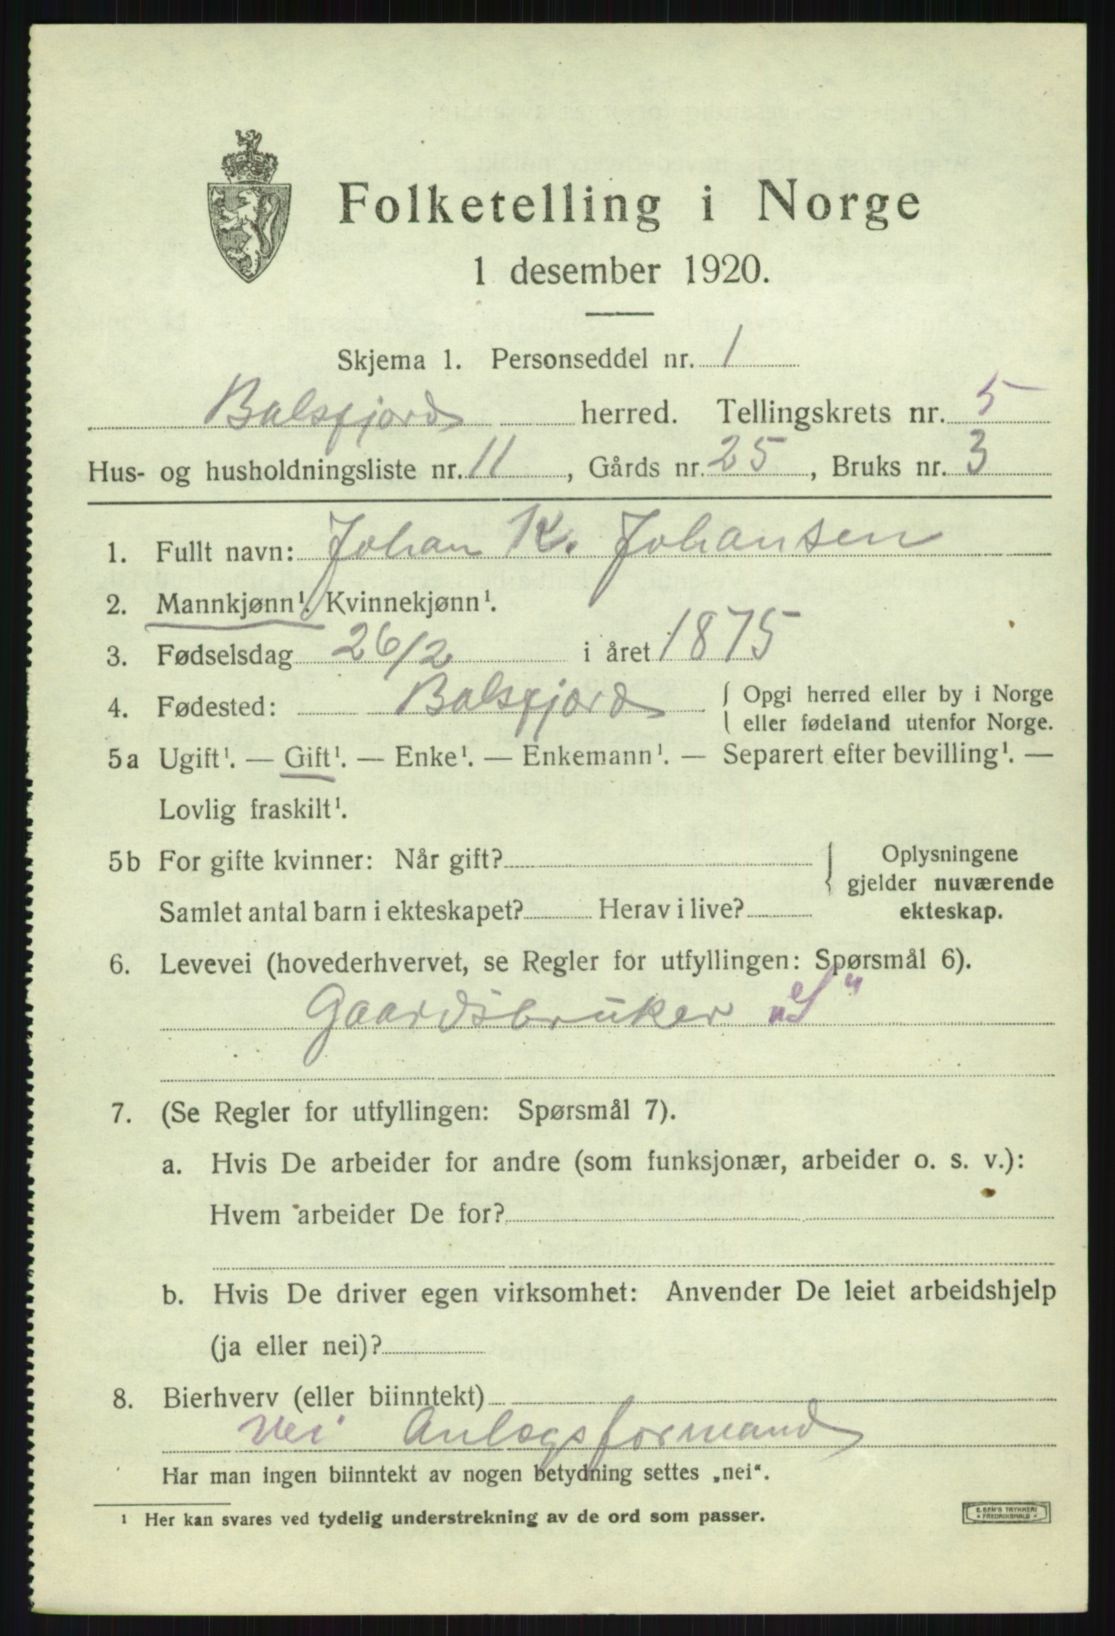 Folketelling i Norge
1 desember 1920.
Skjema 1. Personseddel nr. 1
Balsfjord herred. Tellingskrets nr. 5
Hus- og husholdningsliste nr. 11, Gårds nr. 25, Bruks nr. 3
1. Fullt navn: Johan K. Johansen
2. Mannkjønn¹. Kvinnekjønn¹.
3. Fødselsdag 26/2 i året 1875
4. Fødested: Balsfjord { Opgi herred eller by i Norge
eller fødeland utenfor Norge.
5a Ugift¹. — Gift¹. — Enke¹. — Enkemann¹. — Separert efter bevilling¹. —
Lovlig fraskilt¹.
5b For gifte kvinner: Når gift? { Oplysningene
gjelder nuværende
Samlet antal barn i ekteskapet? Herav i live? ekteskap.
6. Levevei (hovederhvervet, se Regler for utfyllingen: Spørsmål 6).
Gaardsbruker „S"
7. (Se Regler for utfyllingen: Spørsmål 7).
a. Hvis De arbeider for andre (som funksjonær, arbeider o. s. v.):
Hvem arbeider De for?
b. Hvis De driver egen virksomhet: Anvender De leiet arbeidshjelp
(ja eller nei)?
8. Bierhverv (eller biinntekt)
Vei Anlægsformand
Har man ingen biinntekt av nogen betydning settes „nei“.
¹ Her kan svares ved tydelig understrekning av de ord som passer.
E. SEM'S TRYKKERI
FREDRIKSHALD